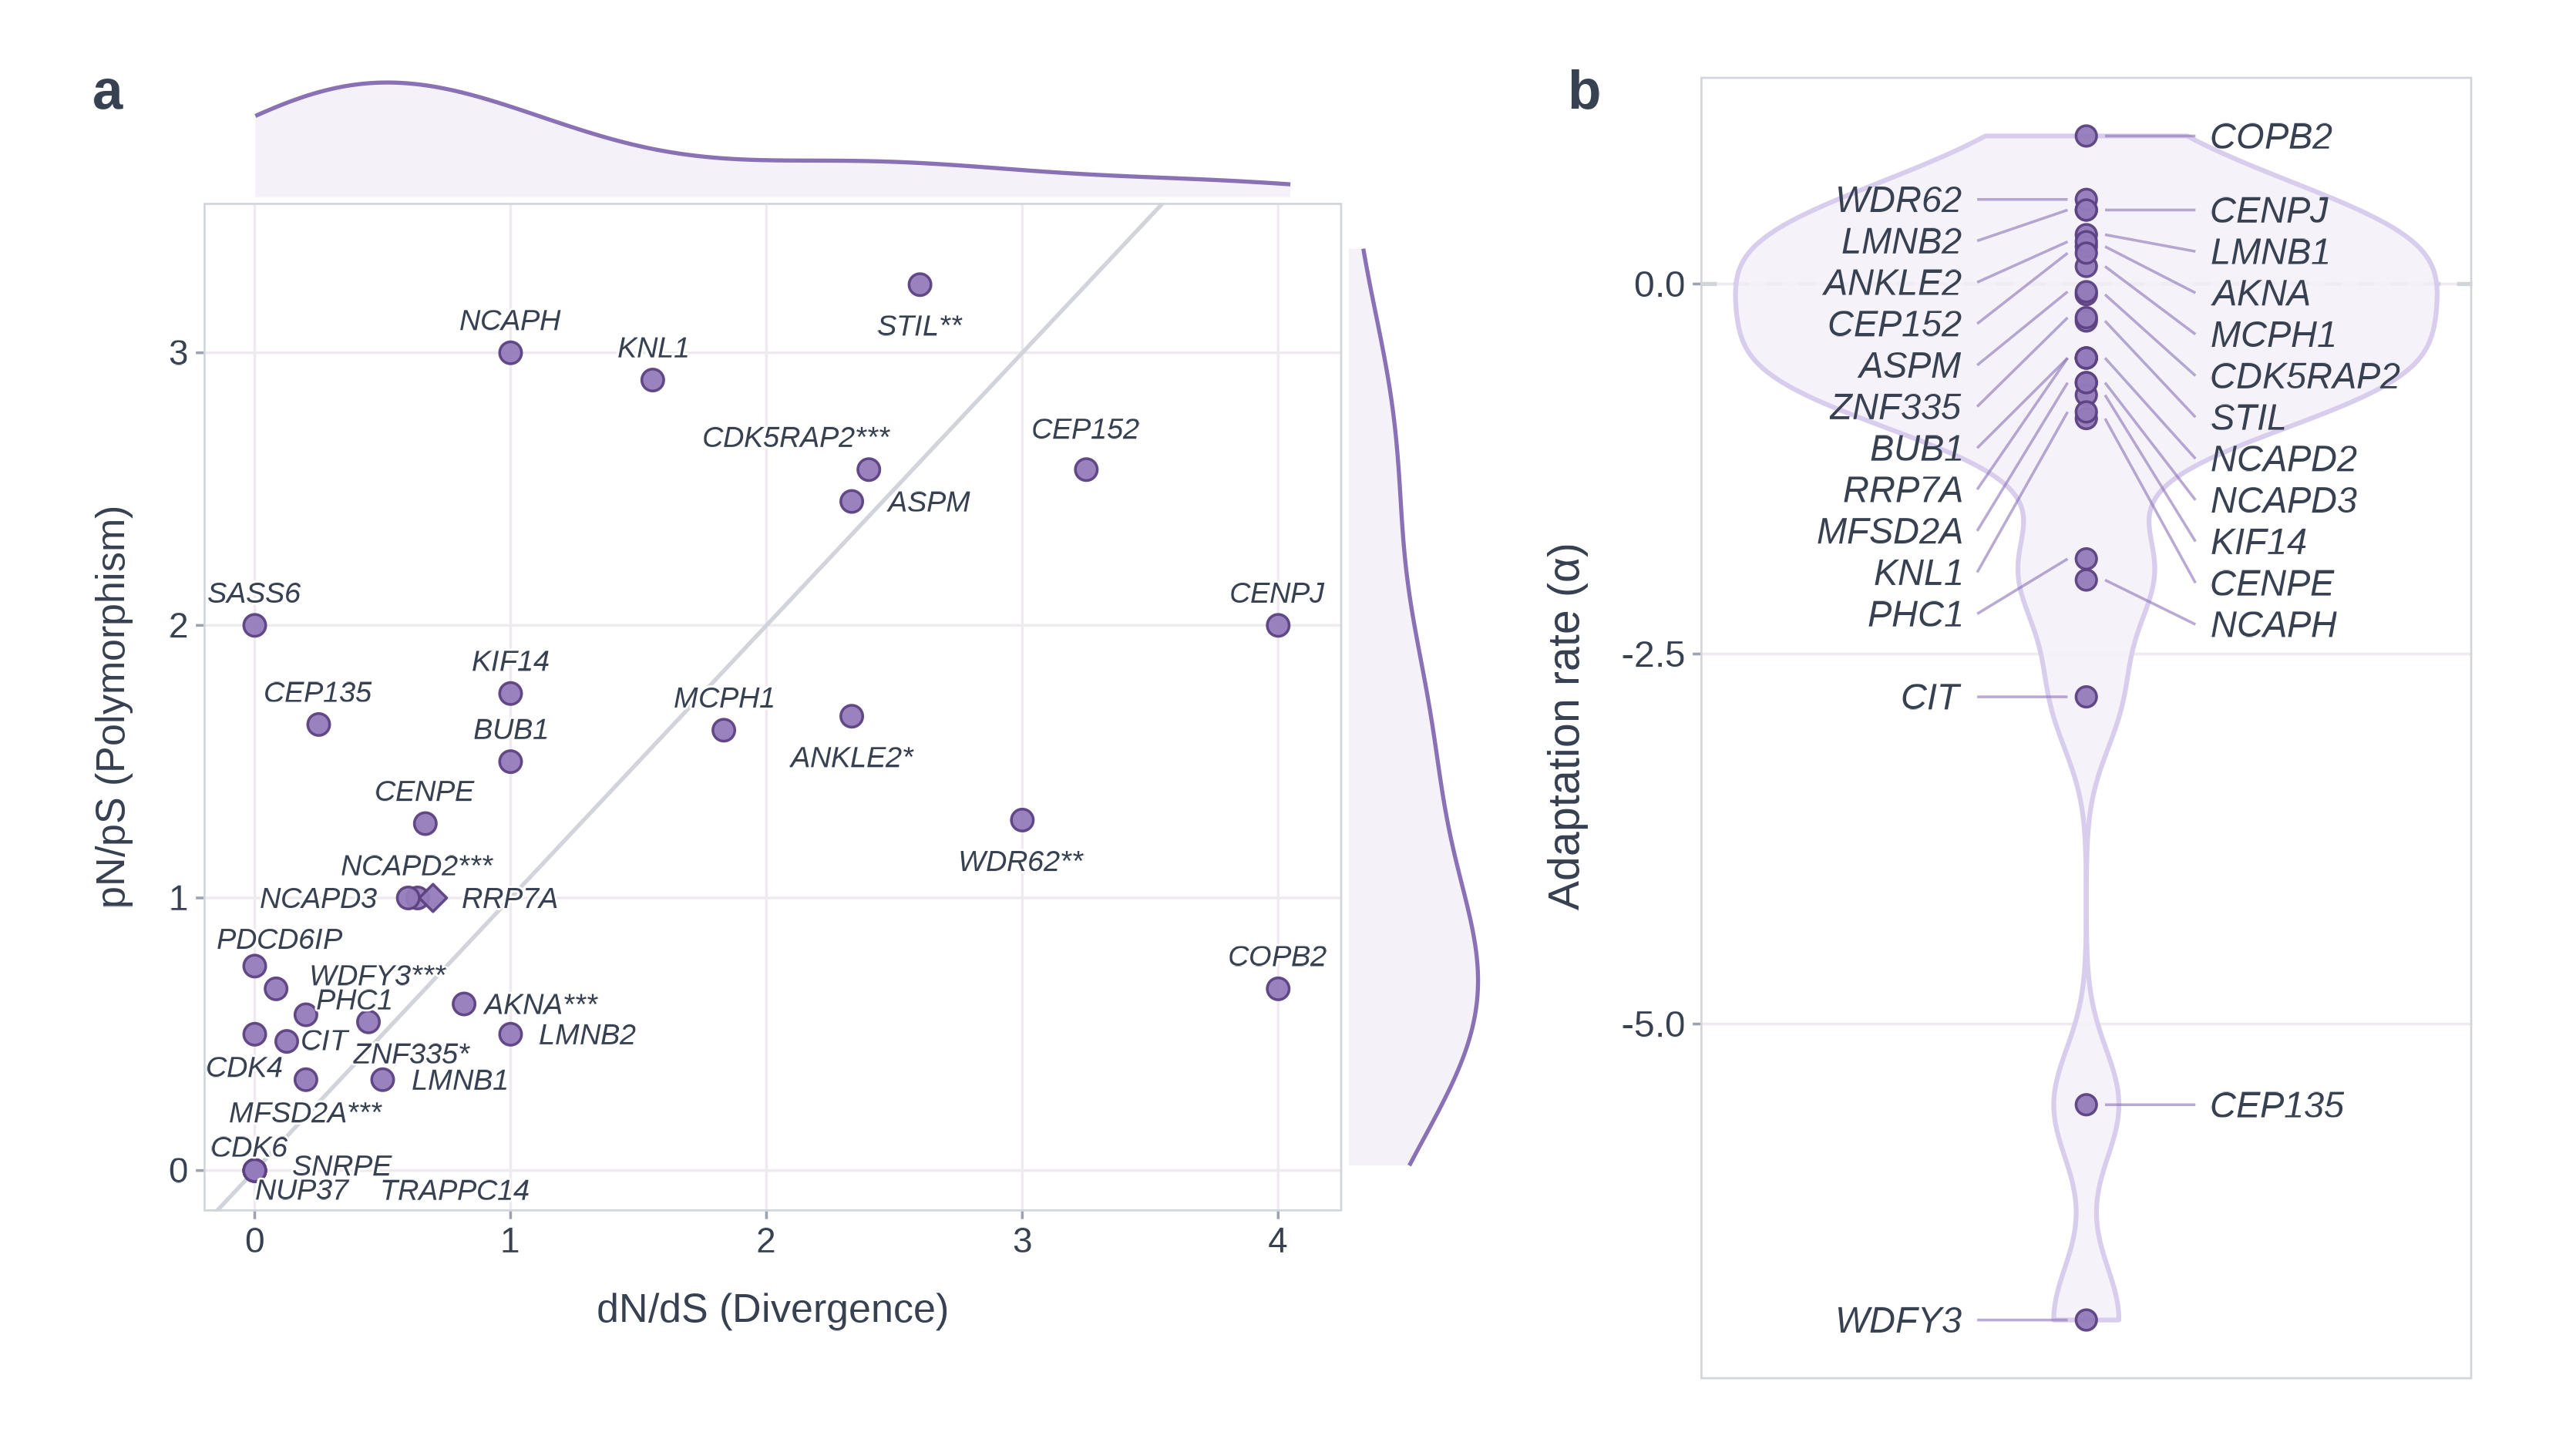 a
NCAPH
STIL**
KNL1
CDK5RAP2***
CEP152
ASPM
SASS6
CENPJ
KIF14
CEP135
MCPH1
BUB1
ANKLE2*
CENPE
WDR62**
NCAPD2***
NCAPD3
RRP7A
PDCD6IP
COPB2
WDFY3***
PHC1
AKNA***
CIT
LMNB2
ZNF335*
CDK4
LMNB1
MFSD2A***
CDK6
SNRPE
NUP37
TRAPPC14
3
2
1
0
0
1
2
3
4
pN/pS (Polymorphism)
dN/dS (Divergence)
b
COPB2
WDR62
CENPJ
LMNB2
LMNB1
ANKLE2
AKNA
CEP152
MCPH1
ASPM
CDK5RAP2
ZNF335
STIL
BUB1
NCAPD2
RRP7A
NCAPD3
MFSD2A
KIF14
KNL1
CENPE
PHC1
NCAPH
CIT
CEP135
WDFY3
0.0
-2.5
-5.0
Adaptation rate (α)